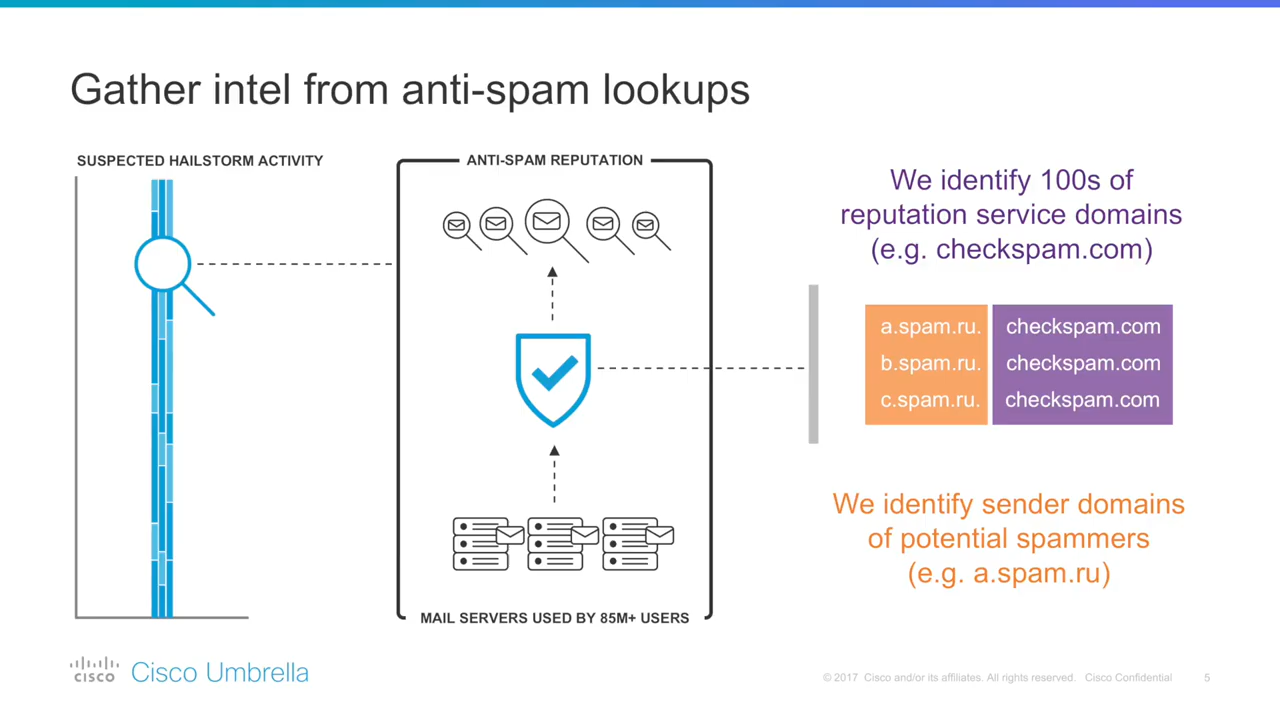 Gather intel from anti-spam lookups
SUSPECTED HAILSTORM ACTIVITY
ANTI-SPAM REPUTATION
MAIL SERVERS USED BY 85M+ USERS
We identify 100s of
reputation service domains
(e.g. checkspam.com)
a.spam.ru. checkspam.com
b.spam.ru. checkspam.com
c.spam.ru. checkspam.com
We identify sender domains
of potential spammers
(e.g. a.spam.ru)
CISCO Cisco Umbrella
© 2017 Cisco and/or its affiliates. All rights reserved. Cisco Confidential 5